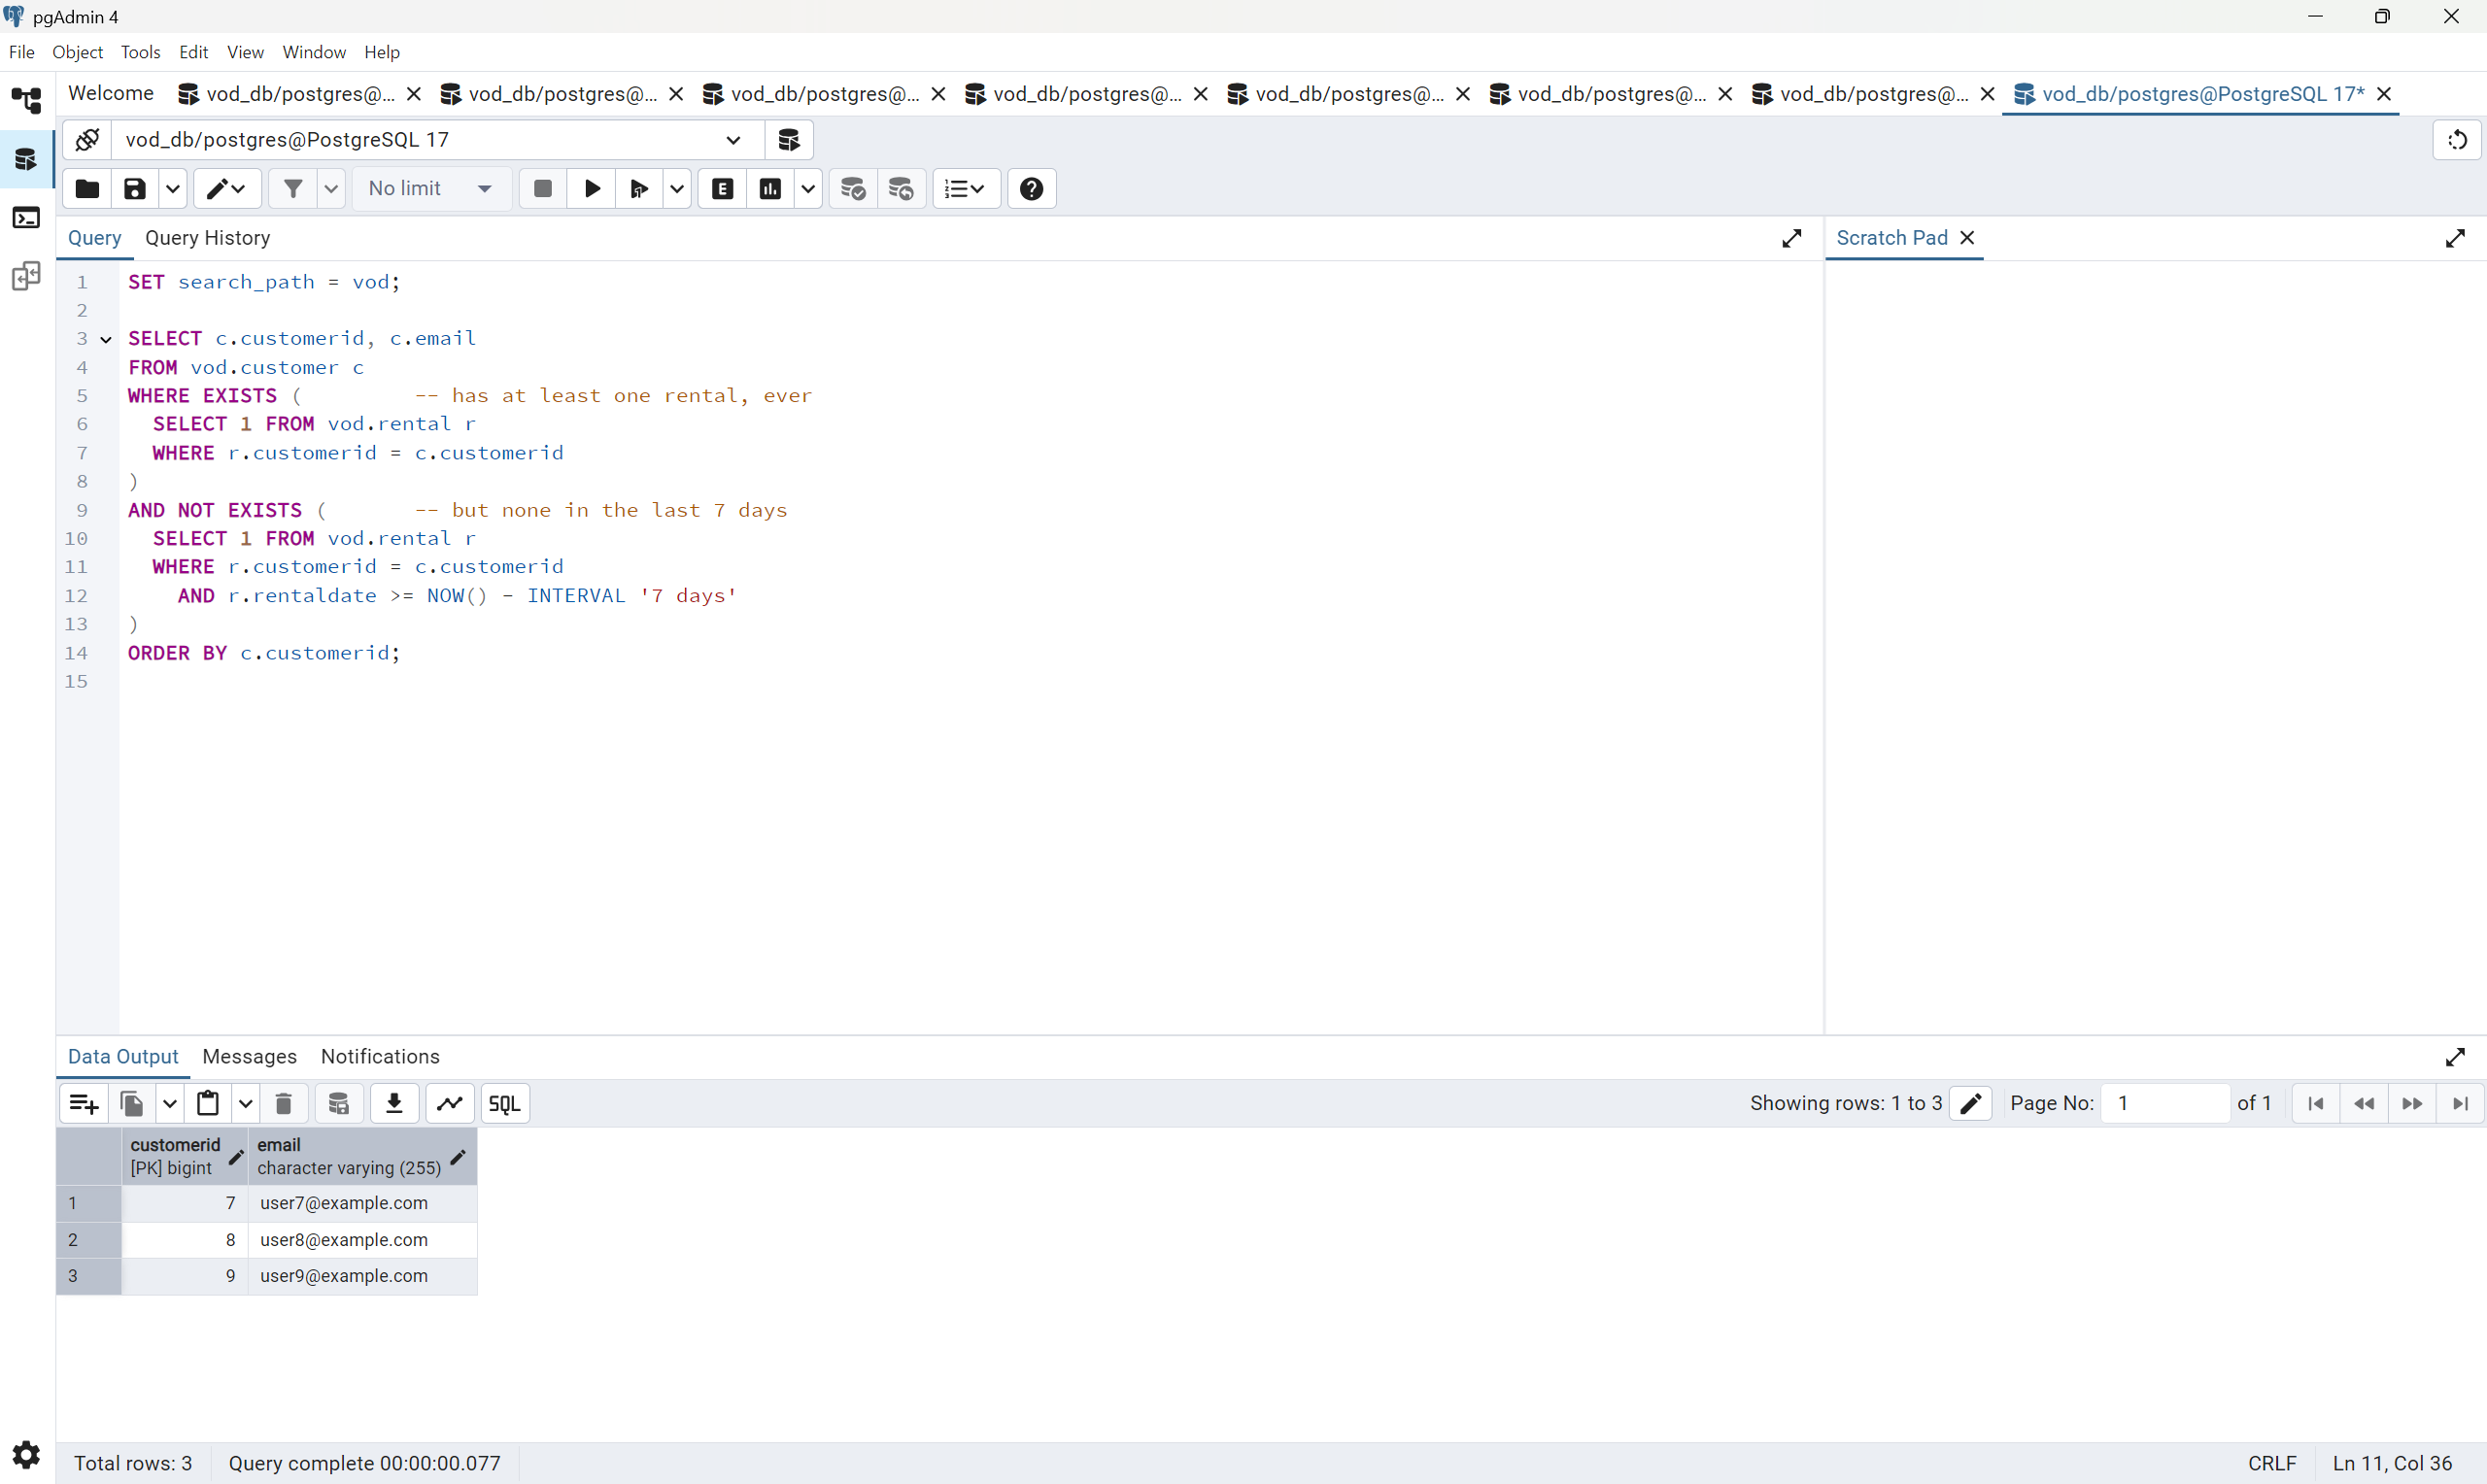 pgAdmin 4
File Object Tools Edit View Window Help
Welcome vod_db/postgres@... vod_db/postgres@... vod_db/postgres@... vod_db/postgres@... vod_db/postgres@... vod_db/postgres@... vod_db/postgres@... vod_db/postgres@PostgreSQL 17*
vod_db/postgres@PostgreSQL 17
No limit E
Query Query History Scratch Pad
1 SET search_path = vod;
2
3 SELECT c.customerid, c.email
4 FROM vod.customer c
5 WHERE EXISTS ( -- has at least one rental, ever
6 SELECT 1 FROM vod.rental r
7 WHERE r.customerid = c.customerid
8 )
9 AND NOT EXISTS ( -- but none in the last 7 days
10 SELECT 1 FROM vod.rental r
11 WHERE r.customerid = c.customerid
12 AND r.rentaldate >= NOW() - INTERVAL '7 days'
13 )
14 ORDER BY c.customerid;
15
Data Output Messages Notifications
SQL Showing rows: 1 to 3 Page No: 1 of 1
customerid email
[PK] bigint character varying (255)
1 7 user7@example.com
2 8 user8@example.com
3 9 user9@example.com
Total rows: 3 Query complete 00:00:00.077 CRLF Ln 11, Col 36